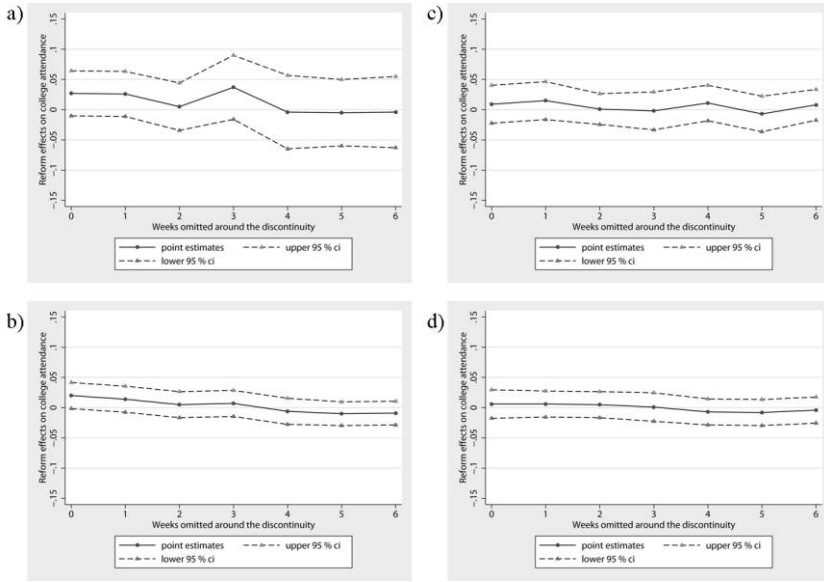 a)
Reform effects on college attendance
.15
.1
.05
0
-.05
-.1
-.15
0 1 2 3 4 5 6
Weeks omitted around the discontinuity
point estimates upper 95 % ci
lower 95 % ci
b)
Reform effects on college attendance
.15
.1
.05
0
-.05
-.1
-.15
0 1 2 3 4 5 6
Weeks omitted around the discontinuity
point estimates upper 95 % ci
lower 95 % ci
c)
Reform effects on college attendance
.15
.1
.05
0
-.05
-.1
-.15
0 1 2 3 4 5 6
Weeks omitted around the discontinuity
point estimates upper 95 % ci
lower 95 % ci
d)
Reform effects on college attendance
.15
.1
.05
0
-.05
-.1
-.15
0 1 2 3 4 5 6
Weeks omitted around the discontinuity
point estimates upper 95 % ci
lower 95 % ci